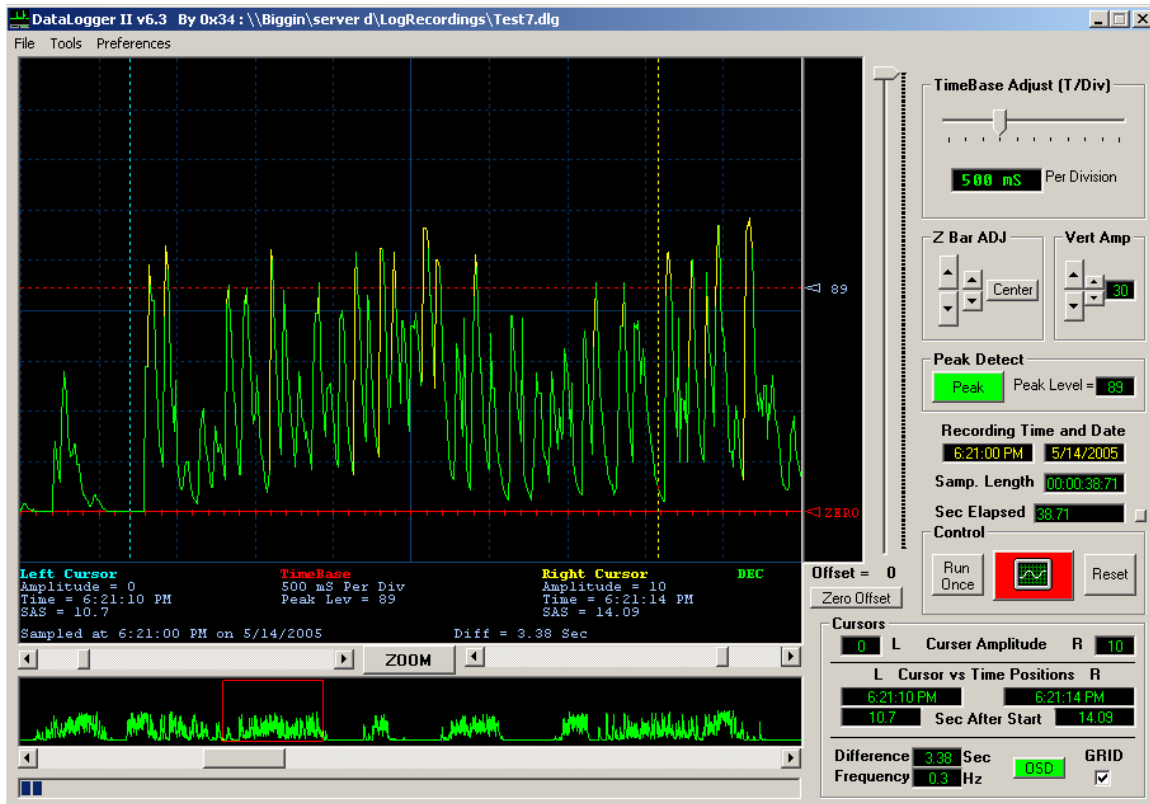 DataLogger II v6.3 By 0x34 : \\Biggin\server d\LogRecordings\Test7.dlg
File Tools Preferences
89
ZERO
Left Cursor
Amplitude = 0
Time = 6:21:10 PM
SAS = 10.7
TimeBase
500 mS Per Div
Peak Lev = 89
Right Cursor
Amplitude = 10
Time = 6:21:14 PM
SAS = 14.09
DEC
Sampled at 6:21:00 PM on 5/14/2005 Diff = 3.38 Sec
ZOOM
Offset = 0
Zero Offset
TimeBase Adjust (T/Div)
500 mS Per Division
Z Bar ADJ
Center
Vert Amp
30
Peak Detect
Peak Peak Level = 89
Recording Time and Date
6:21:00 PM 5/14/2005
Samp. Length 00:00:38:71
Sec Elapsed 38.71
Control
Run Once
Reset
Cursors
0 L Curser Amplitude R 10
L Cursor vs Time Positions R
6:21:10 PM 6:21:14 PM
10.7 Sec After Start 14.09
Difference 3.38 Sec
Frequency 0.3 Hz
OSD
GRID